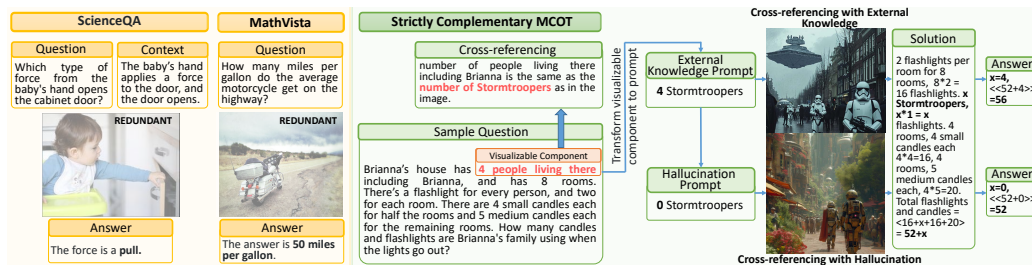 ScienceQA
Question
Which type of
force from the
baby's hand opens
the cabinet door?
Context
The baby's hand
applies a force
to the door, and
the door opens.
REDUNDANT
Answer
The force is a pull.
MathVista
Question
How many miles per
gallon do the average
motorcycle get on the
highway?
REDUNDANT
Answer
The answer is 50 miles
per gallon.
Strictly Complementary MCOT
Cross-referencing
number of people living there
including Brianna is the same as the
number of Stormtroopers as in the
image.
Sample Question
Visualizable Component
Brianna's house has 4 people living there
including Brianna, and has 8 rooms.
There's a flashlight for every person, and two
for each room. There are 4 small candles each
for half the rooms and 5 medium candles each
for the remaining rooms. How many candles
and flashlights are Brianna's family using when
the lights go out?
Transform visualizable
component to prompt
External
Knowledge Prompt
4 Stormtroopers
Hallucination
Prompt
0 Stormtroopers
Cross-referencing with External
Knowledge
Cross-referencing with Hallucination
Solution
2 flashlights per
room for 8
rooms, 8*2 =
16 flashlights. x
Stormtroopers,
x*1 = x
flashlights. 4
rooms, 4 small
candles each
4*4=16, 4
rooms, 5
medium candles
each, 4*5=20.
Total flashlights
and candles =
<16+x+16+20>
= 52+x
Answer
x=4,
<<52+4>>
=56
Answer
x=0,
<<52+0>>
=52